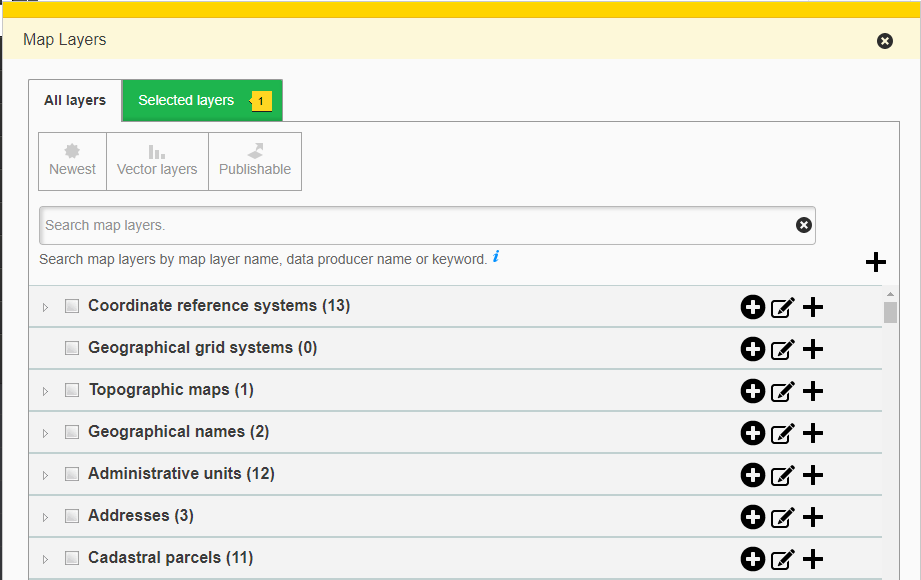 Map Layers
All layers
Selected layers 1
Newest
Vector layers
Publishable
Search map layers.
Search map layers by map layer name, data producer name or keyword. i
Coordinate reference systems (13)
Geographical grid systems (0)
Topographic maps (1)
Geographical names (2)
Administrative units (12)
Addresses (3)
Cadastral parcels (11)